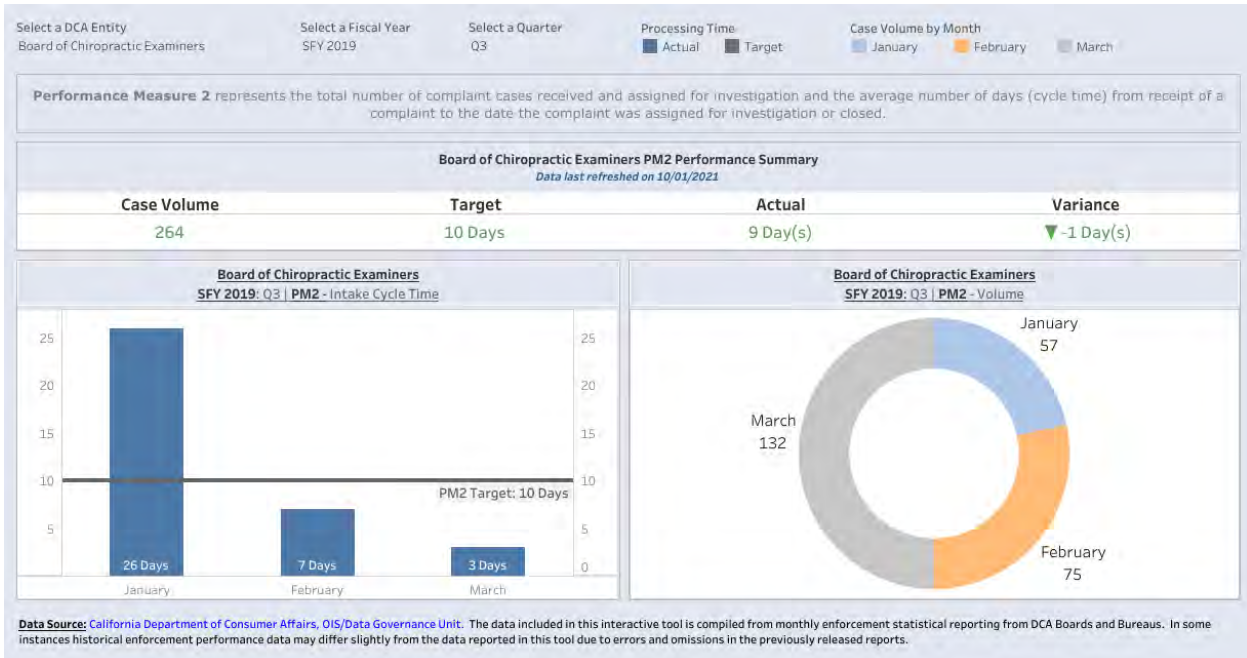 Select a DCA Entity
Board of Chiropractic Examiners
Select a Fiscal Year
SFY 2019
Select a Quarter
Q3
Processing Time
Actual
Target
Case Volume by Month
January
February
March
Performance Measure 2 represents the total number of complaint cases received and assigned for investigation and the average number of days (cycle time) from receipt of a
complaint to the date the complaint was assigned for investigation or closed.
Board of Chiropractic Examiners PM2 Performance Summary
Data last refreshed on 10/01/2021
Case Volume Target Actual Variance
264 10 Days 9 Day(s) ▼ -1 Day(s)
Board of Chiropractic Examiners
SFY 2019: Q3 | PM2 - Intake Cycle Time
25 25
20 20
15 15
10 10
PM2 Target: 10 Days
5 5
26 Days 7 Days 3 Days 0
January February March
Board of Chiropractic Examiners
SFY 2019: Q3 | PM2 - Volume
January
57
March
132
February
75
Data Source: California Department of Consumer Affairs, OIS/Data Governance Unit. The data included in this interactive tool is compiled from monthly enforcement statistical reporting from DCA Boards and Bureaus. In some
instances historical enforcement performance data may differ slightly from the data reported in this tool due to errors and omissions in the previously released reports.